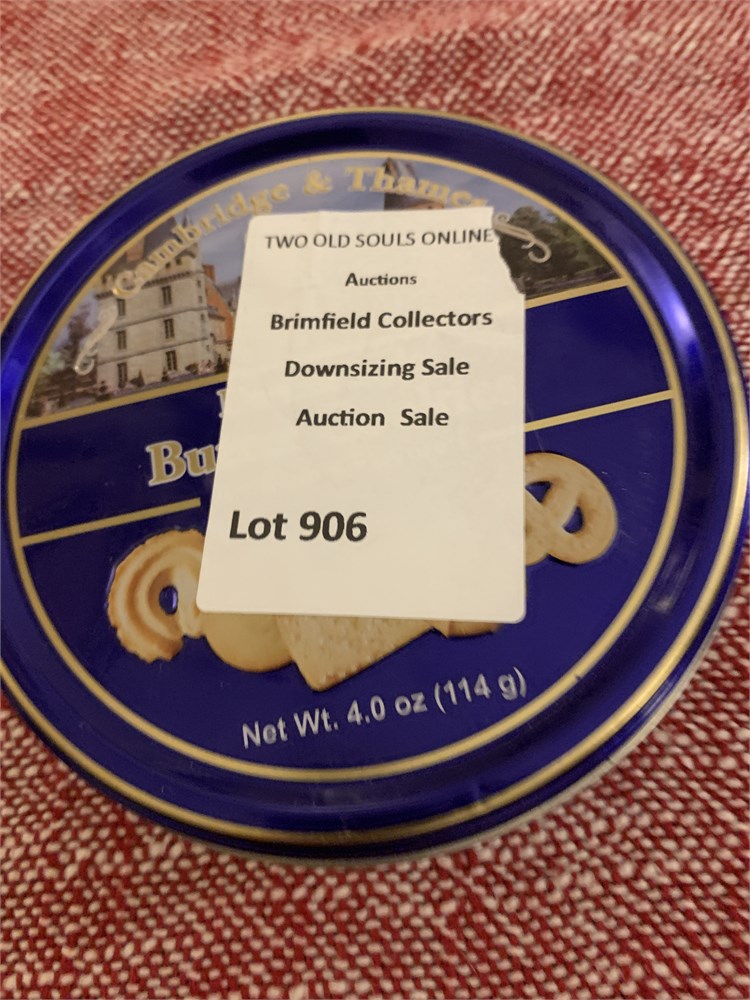 Cambridge & Thames
TWO OLD SOULS ONLINE
Auctions
Brimfield Collectors
Downsizing Sale
Auction Sale
Bu
Lot 906
Net Wt. 4.0 oz (114 g)